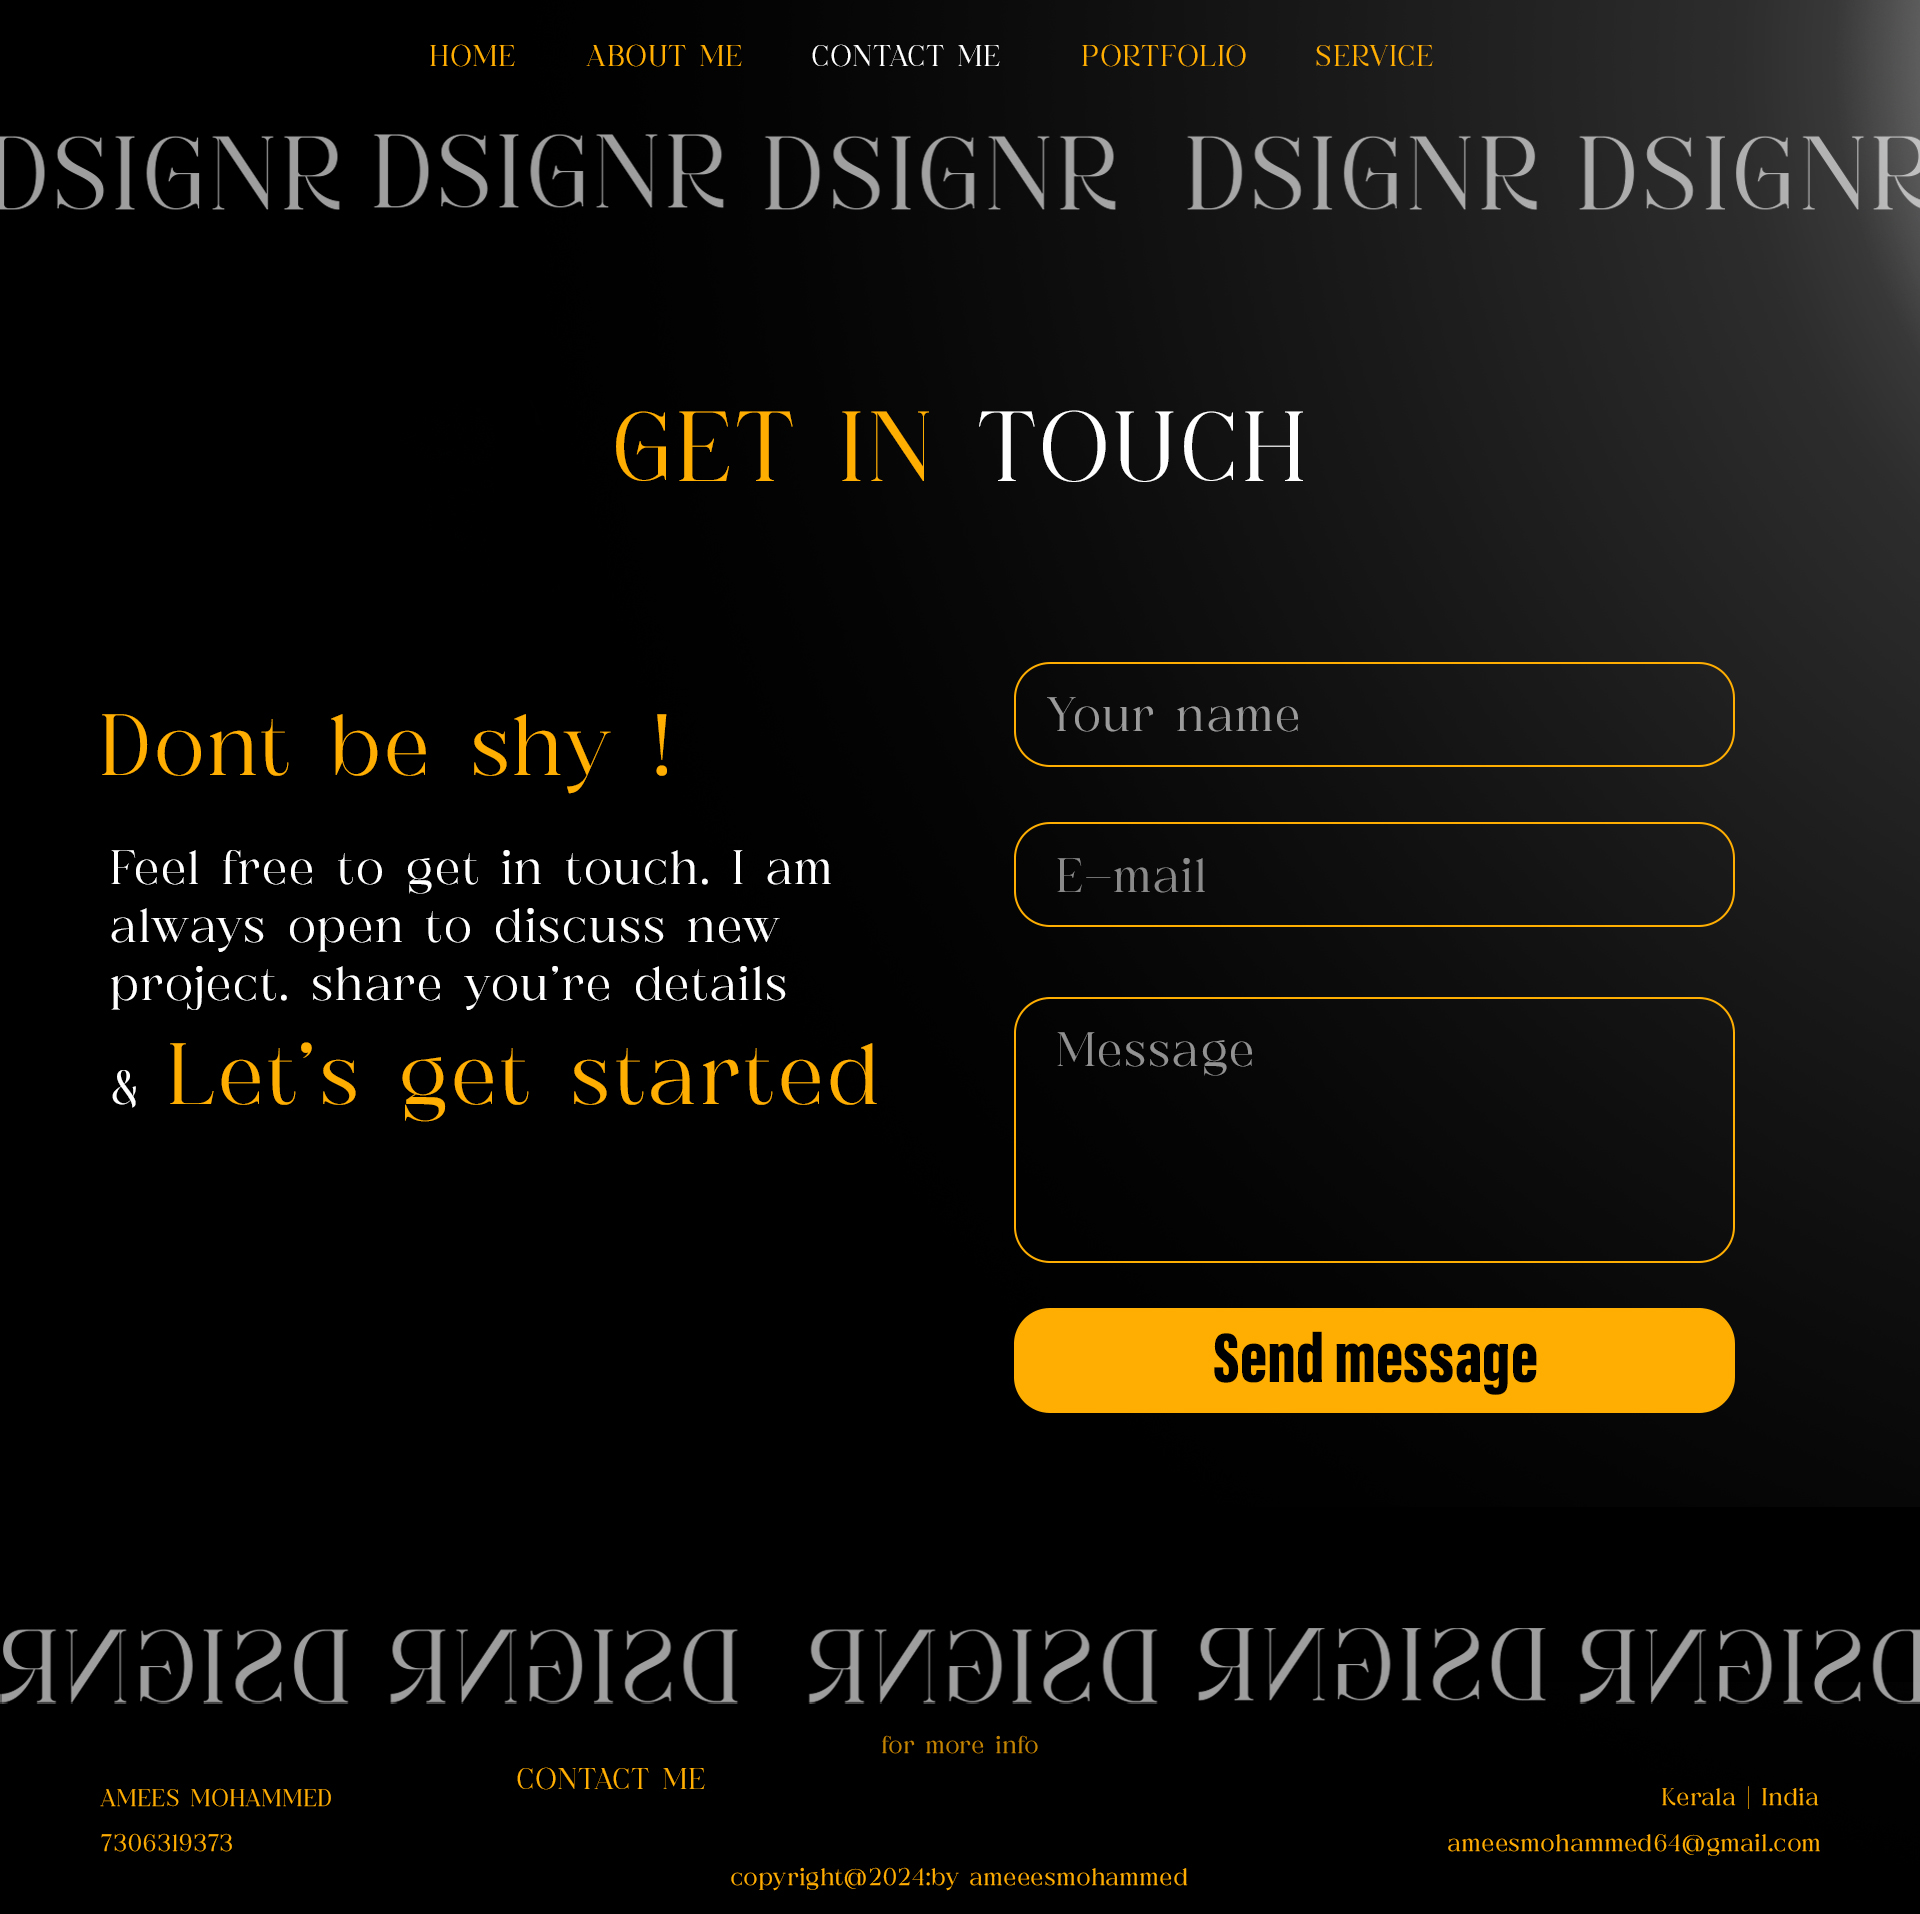 HOME ABOUT ME CONTACT ME PORTFOLIO SERVICE
DSIGNR DSIGNR DSIGNR DSIGNR DSIGNR
GET IN TOUCH
Dont be shy !
Feel free to get in touch. I am
always open to discuss new
project. share you're details
& Let's get started
Your name
E-mail
Message
Send message
DSIGNR DSIGNR DSIGNR DSIGNR DSIGNR
for more info
CONTACT ME
AMEES MOHAMMED
7306319373
Kerala | India
ameesmohammed64@gmail.com
copyright@2024:by ameeesmohammed